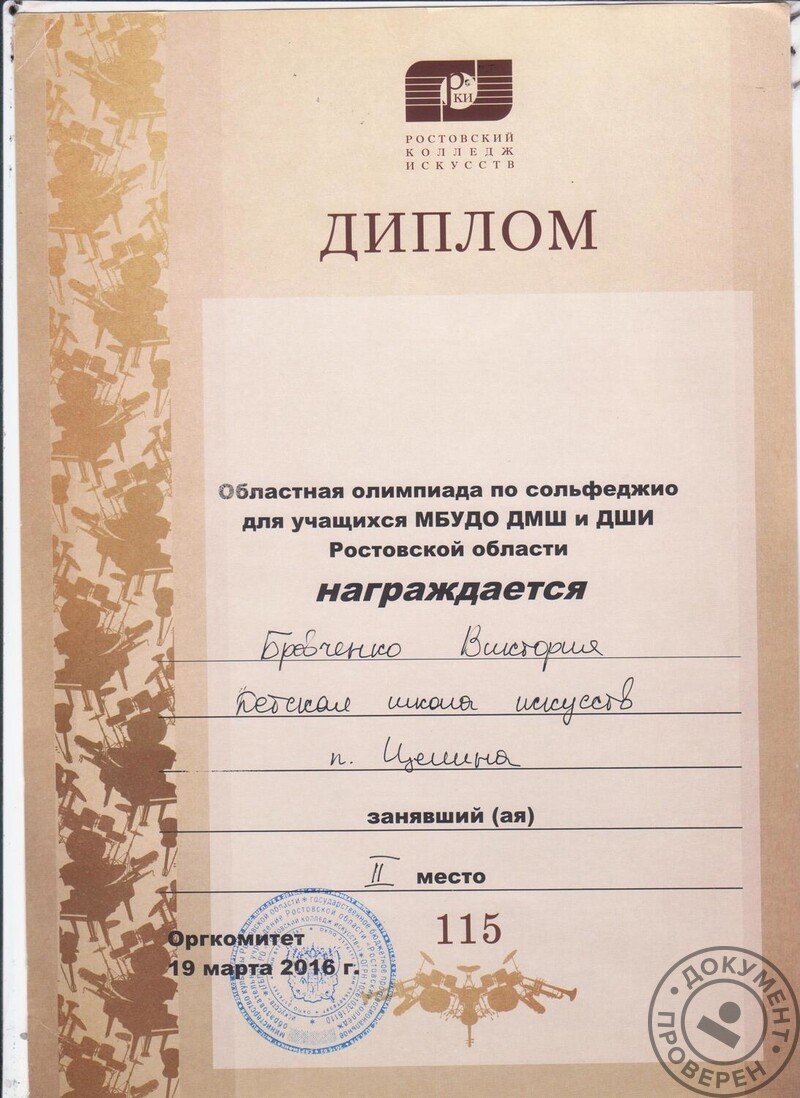 РКИ
РОСТОВСКИЙ
КОЛЛЕДЖ
ИСКУССТВ
ДИПЛОМ
Областная олимпиада по сольфеджио
для учащихся МБУДО ДМШ и ДШИ
Ростовской области
награждается
Бревченко Виктория
Детская школа искусств
п. Целина
занявший (ая)
II место
Оргкомитет
19 марта 2016 г.
115
ДОКУМЕНТ
ПРОВЕРЕН